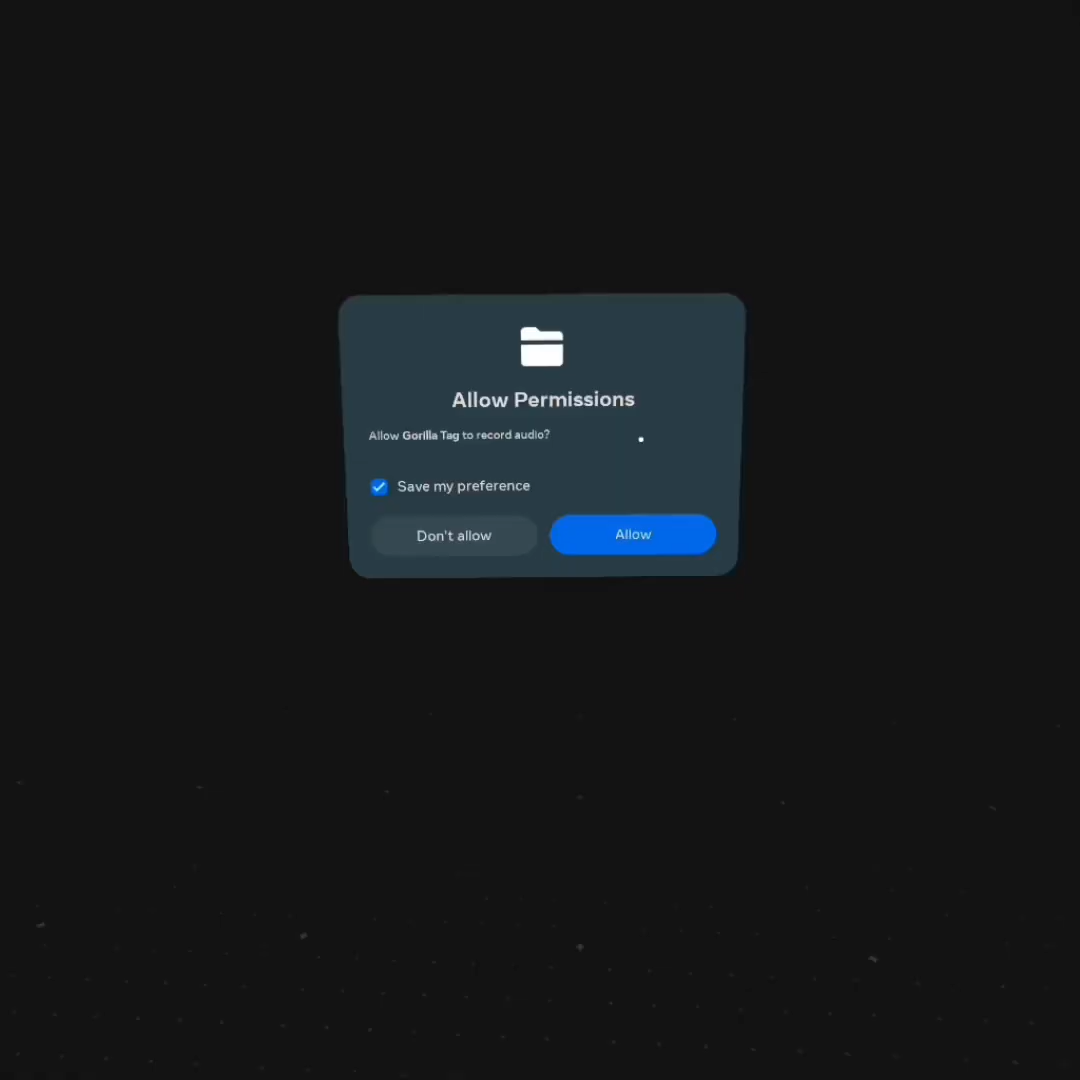 Allow Permissions
Allow Gorilla Tag to record audio?
Save my preference
Don't allow
Allow